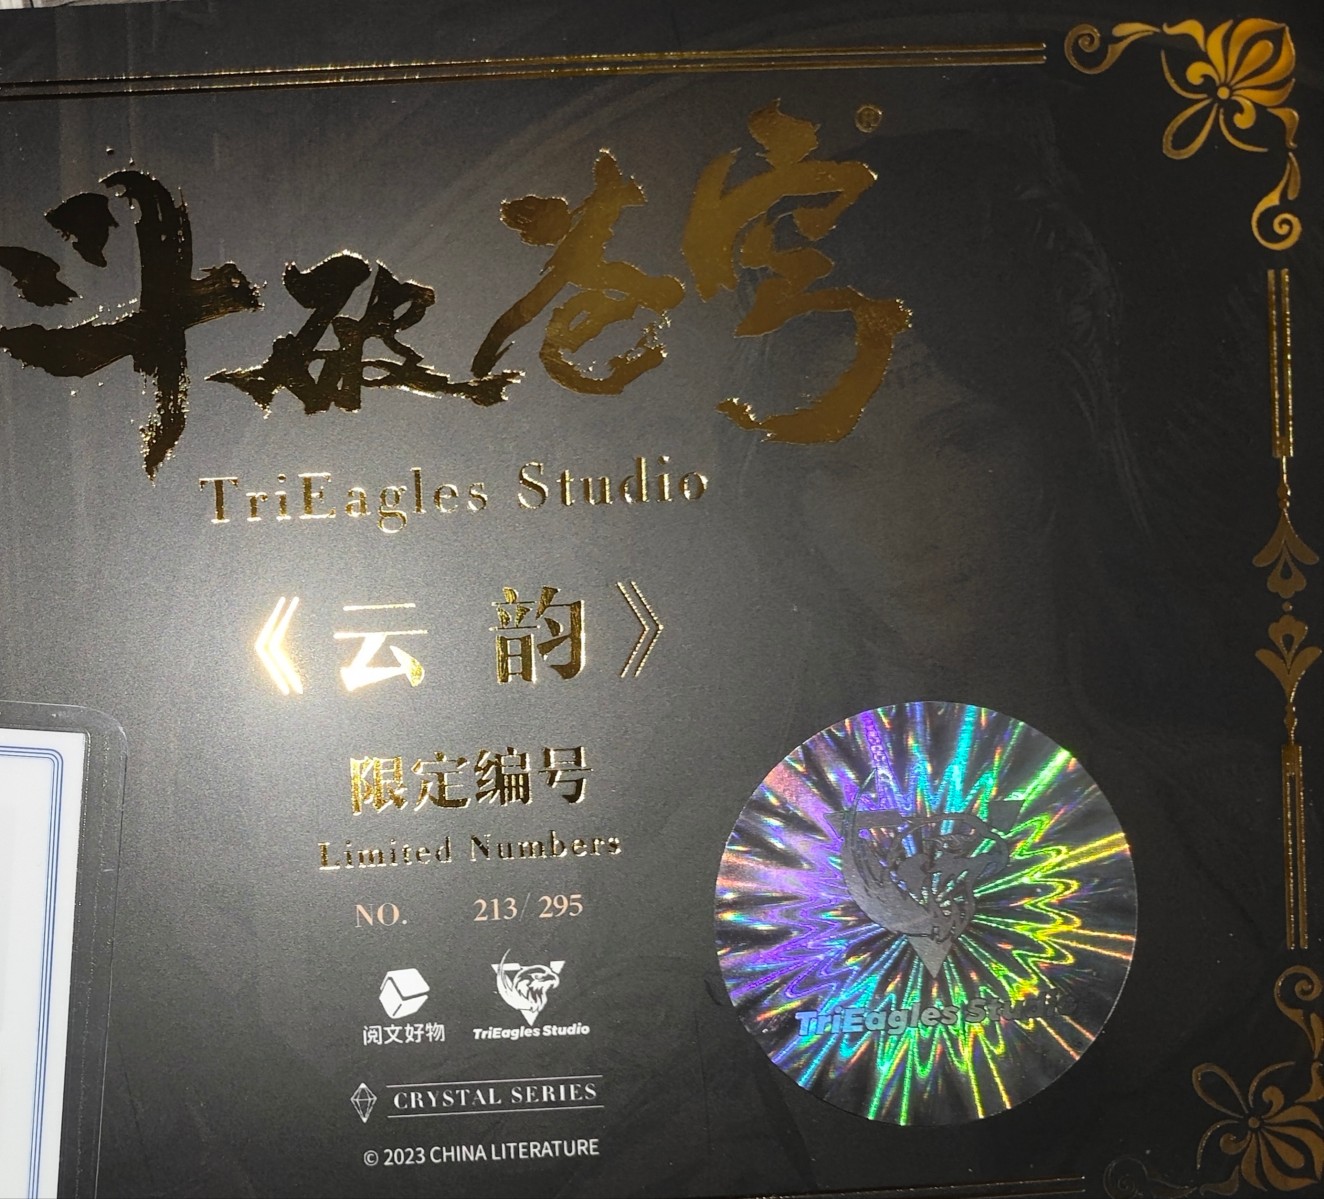 斗破苍穹®
TriEagles Studio
《云韵》
限定编号
Limited Numbers
NO. 213/295
阅文好物
TriEagles Studio
CRYSTAL SERIES
© 2023 CHINA LITERATURE
TriEagles Studio